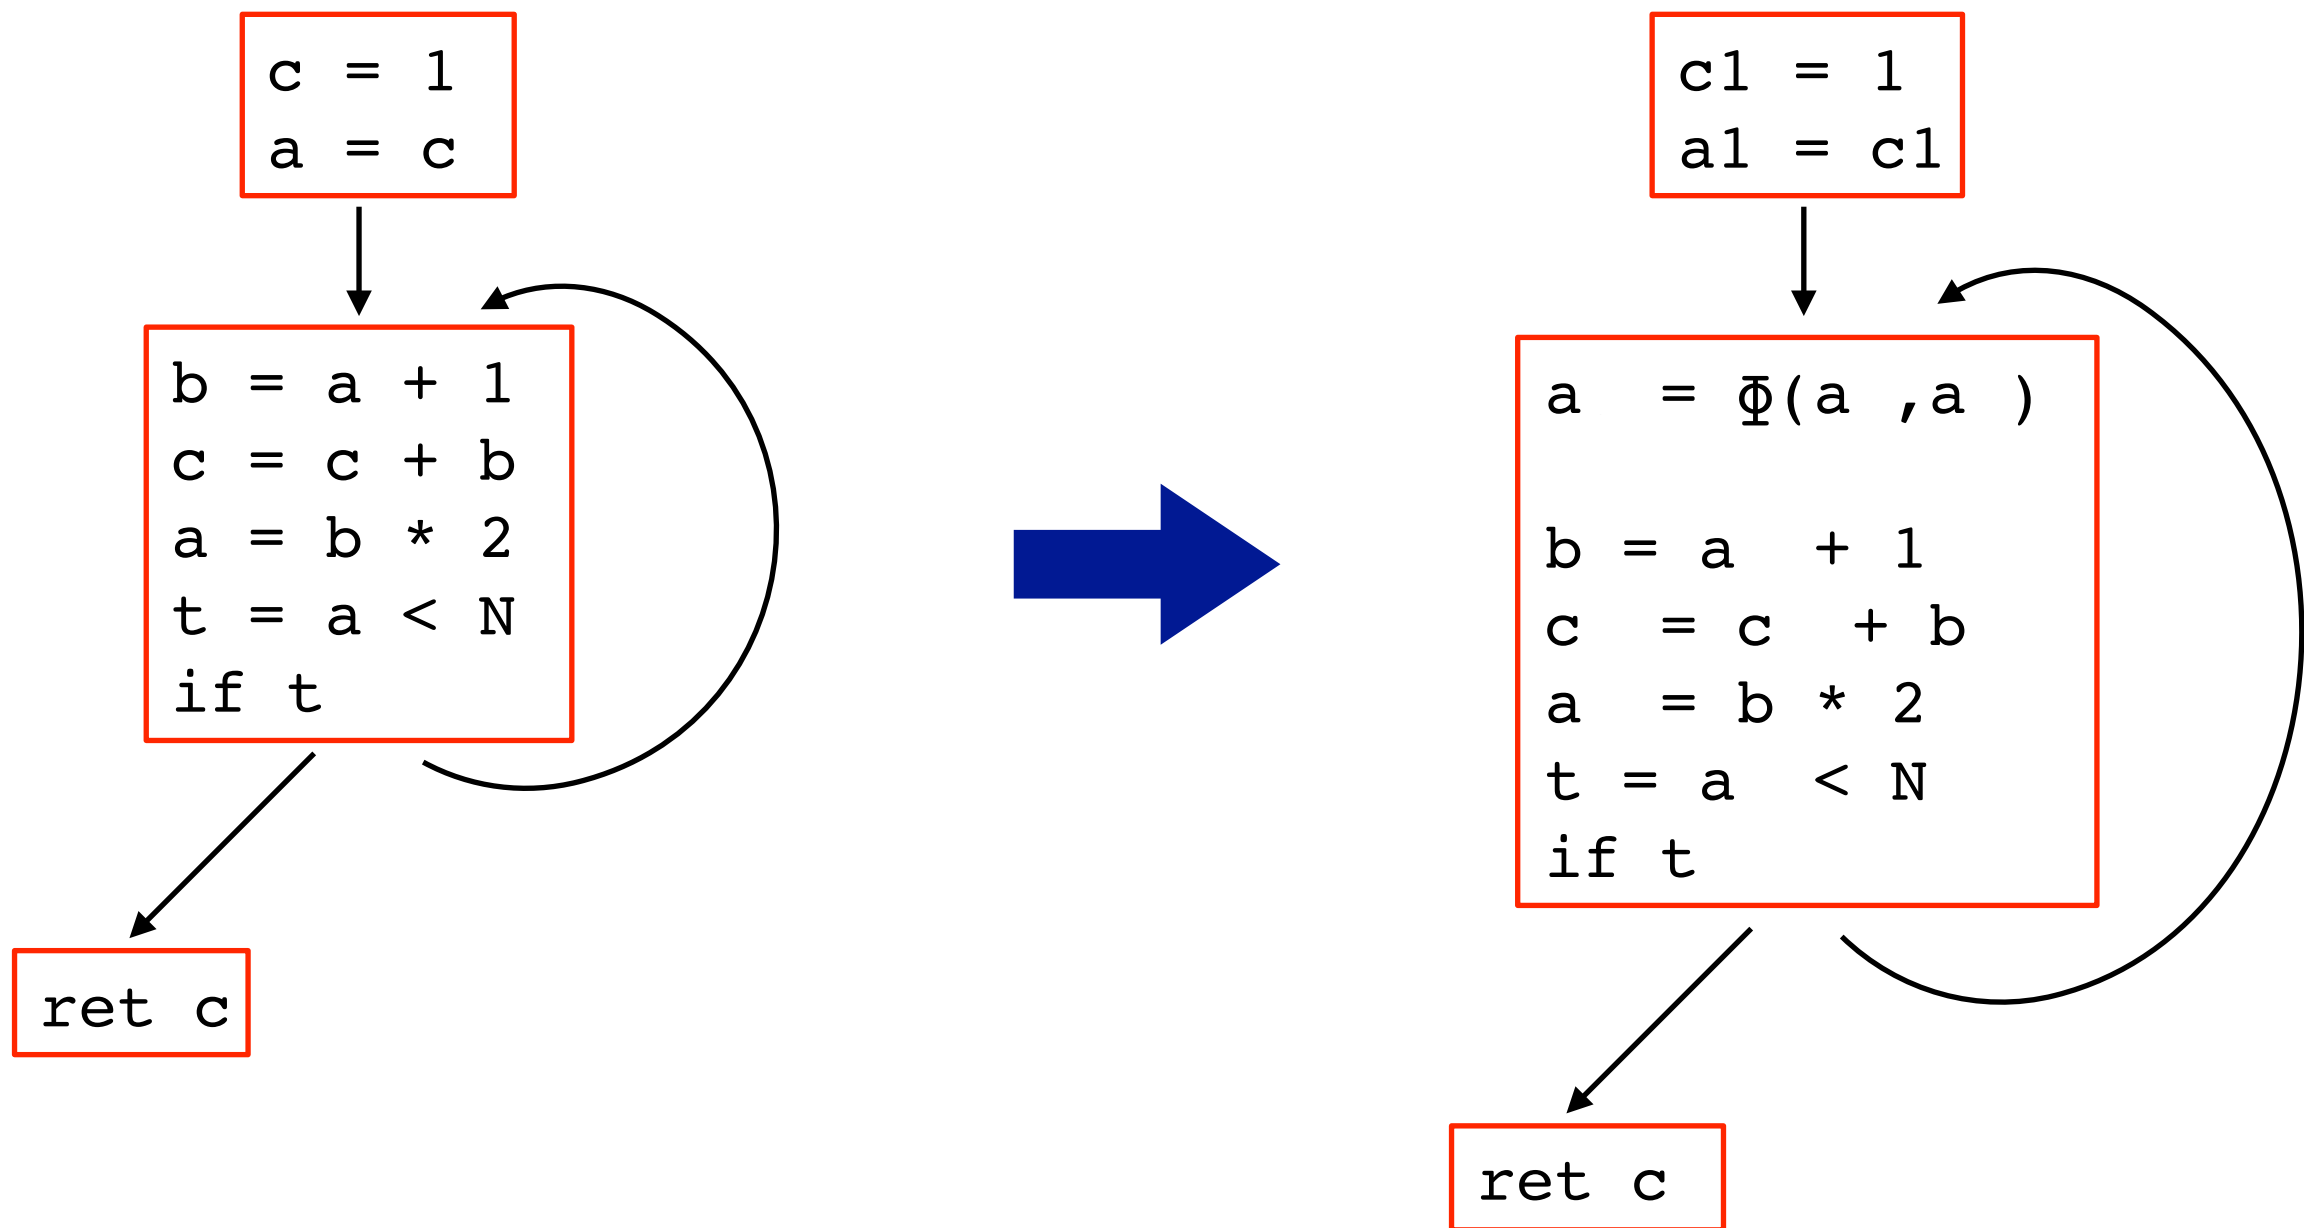 c = 1
a = c
b = a + 1
c = c + b
a = b * 2
t = a < N
if t
ret c
c1 = 1
a1 = c1
a  = Φ(a ,a )
b = a  + 1
c  = c  + b
a  = b * 2
t = a  < N
if t
ret c